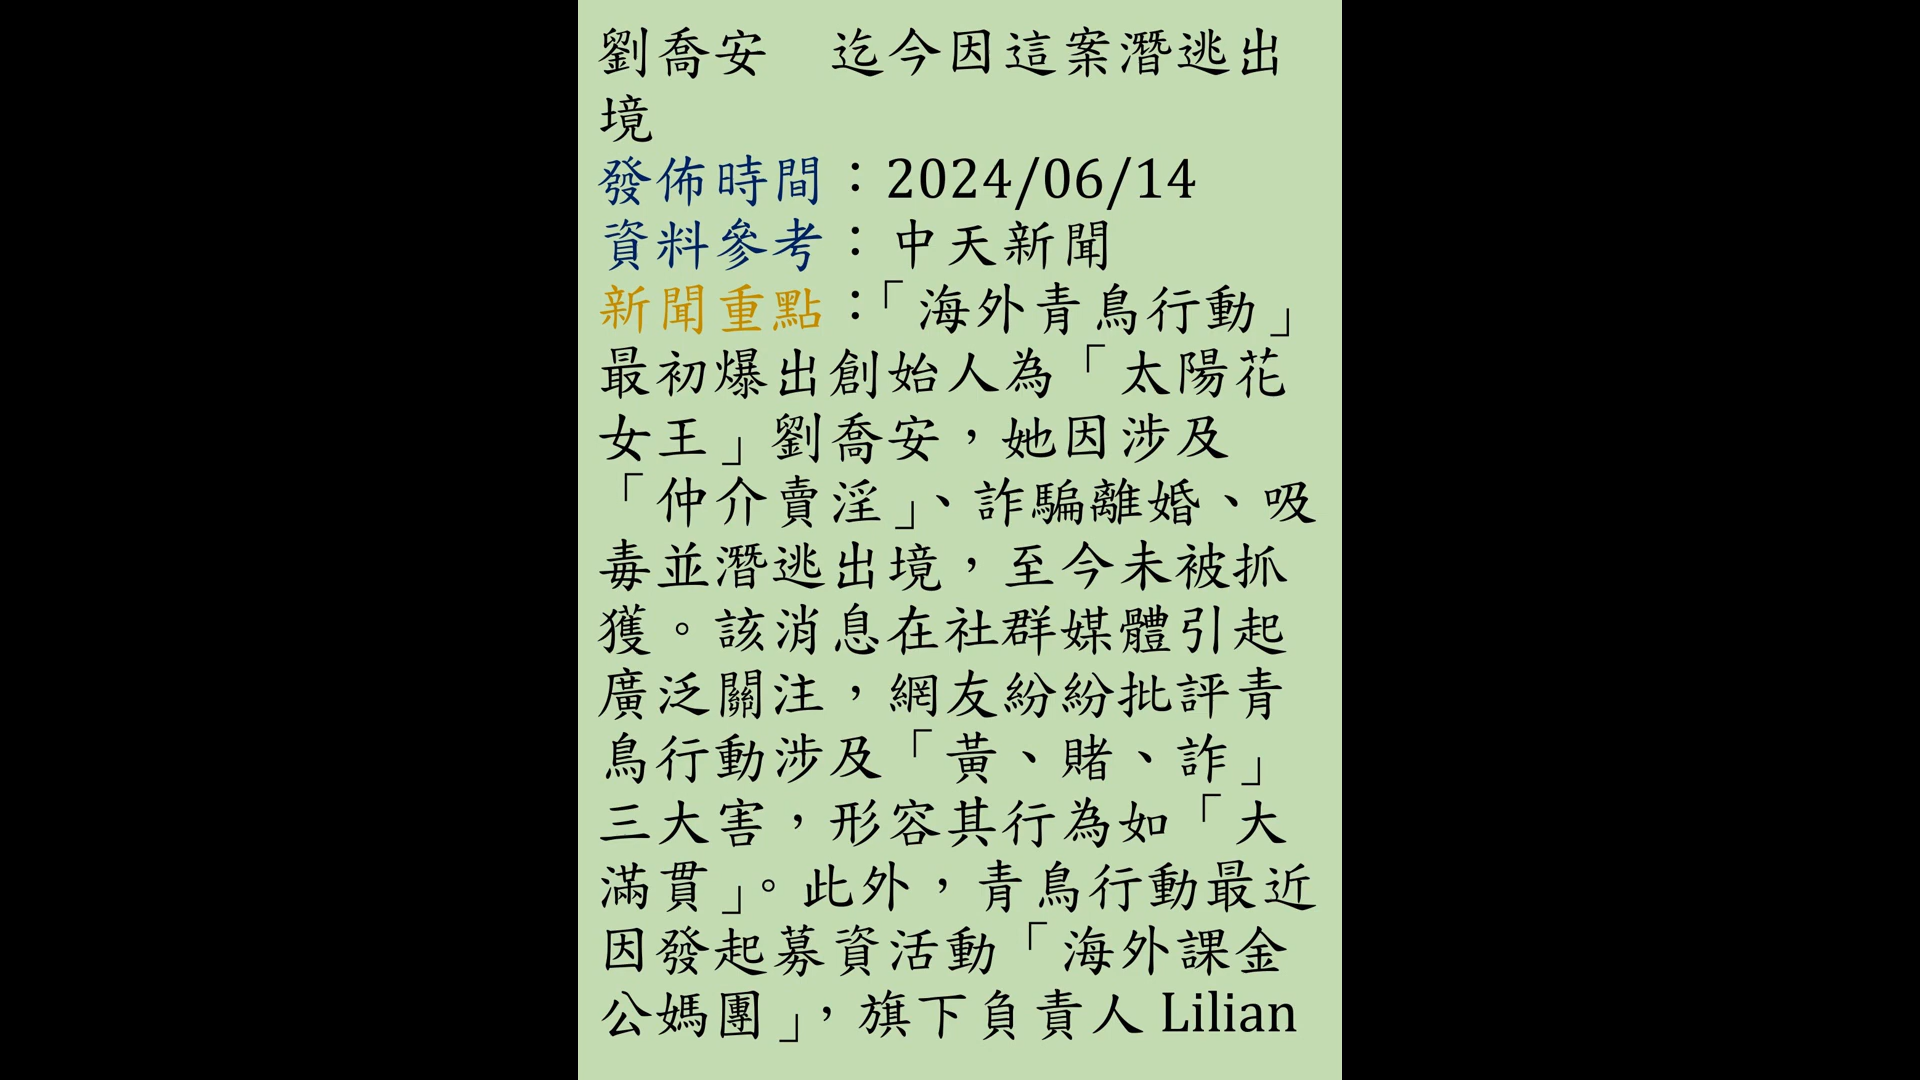 劉喬安　迄今因這案潛逃出
境
發佈時間：2024/06/14
資料參考：中天新聞
新聞重點：「海外青鳥行動」
最初爆出創始人為「太陽花
女王」劉喬安，她因涉及
「仲介賣淫」、詐騙離婚、吸
毒並潛逃出境，至今未被抓
獲。該消息在社群媒體引起
廣泛關注，網友紛紛批評青
鳥行動涉及「黃、賭、詐」
三大害，形容其行為如「大
滿貫」。此外，青鳥行動最近
因發起募資活動「海外課金
公媽團」，旗下負責人 Lilian